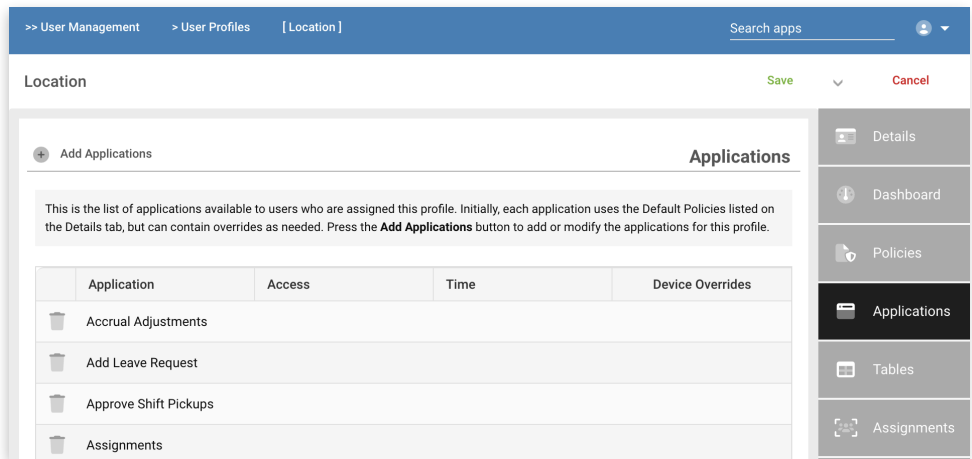 >> User Management > User Profiles [ Location ] Search apps
Location Save Cancel
Add Applications
Applications
This is the list of applications available to users who are assigned this profile. Initially, each application uses the Default Policies listed on
the Details tab, but can contain overrides as needed. Press the Add Applications button to add or modify the applications for this profile.
Application Access Time Device Overrides
Accrual Adjustments
Add Leave Request
Approve Shift Pickups
Assignments
Details
Dashboard
Policies
Applications
Tables
Assignments